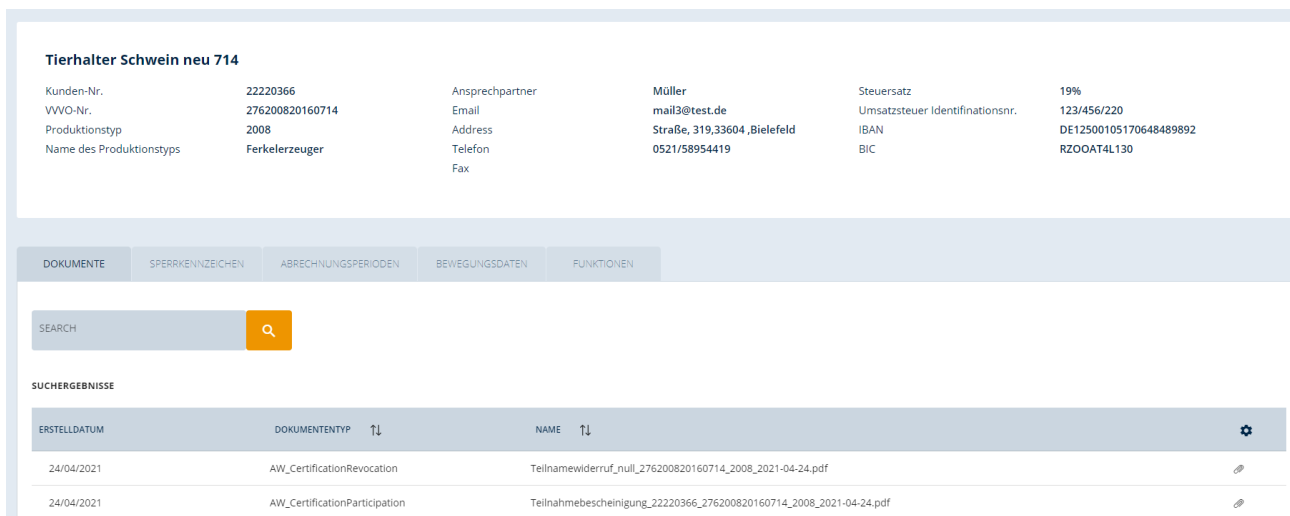 Tierhalter Schwein neu 714
Kunden-Nr. 22220366 Ansprechpartner Müller Steuersatz 19%
VVVO-Nr. 276200820160714 Email mail3@test.de Umsatzsteuer Identifinationsnr. 123/456/220
Produktionstyp 2008 Address Straße, 319,33604 ,Bielefeld IBAN DE12500105170648489892
Name des Produktionstyps Ferkelerzeuger Telefon 0521/58954419 BIC RZOOAT4L130
Fax
DOKUMENTE SPERRKENNZEICHEN ABRECHNUNGSPERIODEN BEWEGUNGSDATEN FUNKTIONEN
SEARCH
SUCHERGEBNISSE
ERSTELLDATUM DOKUMENTENTYP NAME
24/04/2021 AW_CertificationRevocation Teilnamewiderruf_null_276200820160714_2008_2021-04-24.pdf
24/04/2021 AW_CertificationParticipation Teilnahmebescheinigung_22220366_276200820160714_2008_2021-04-24.pdf